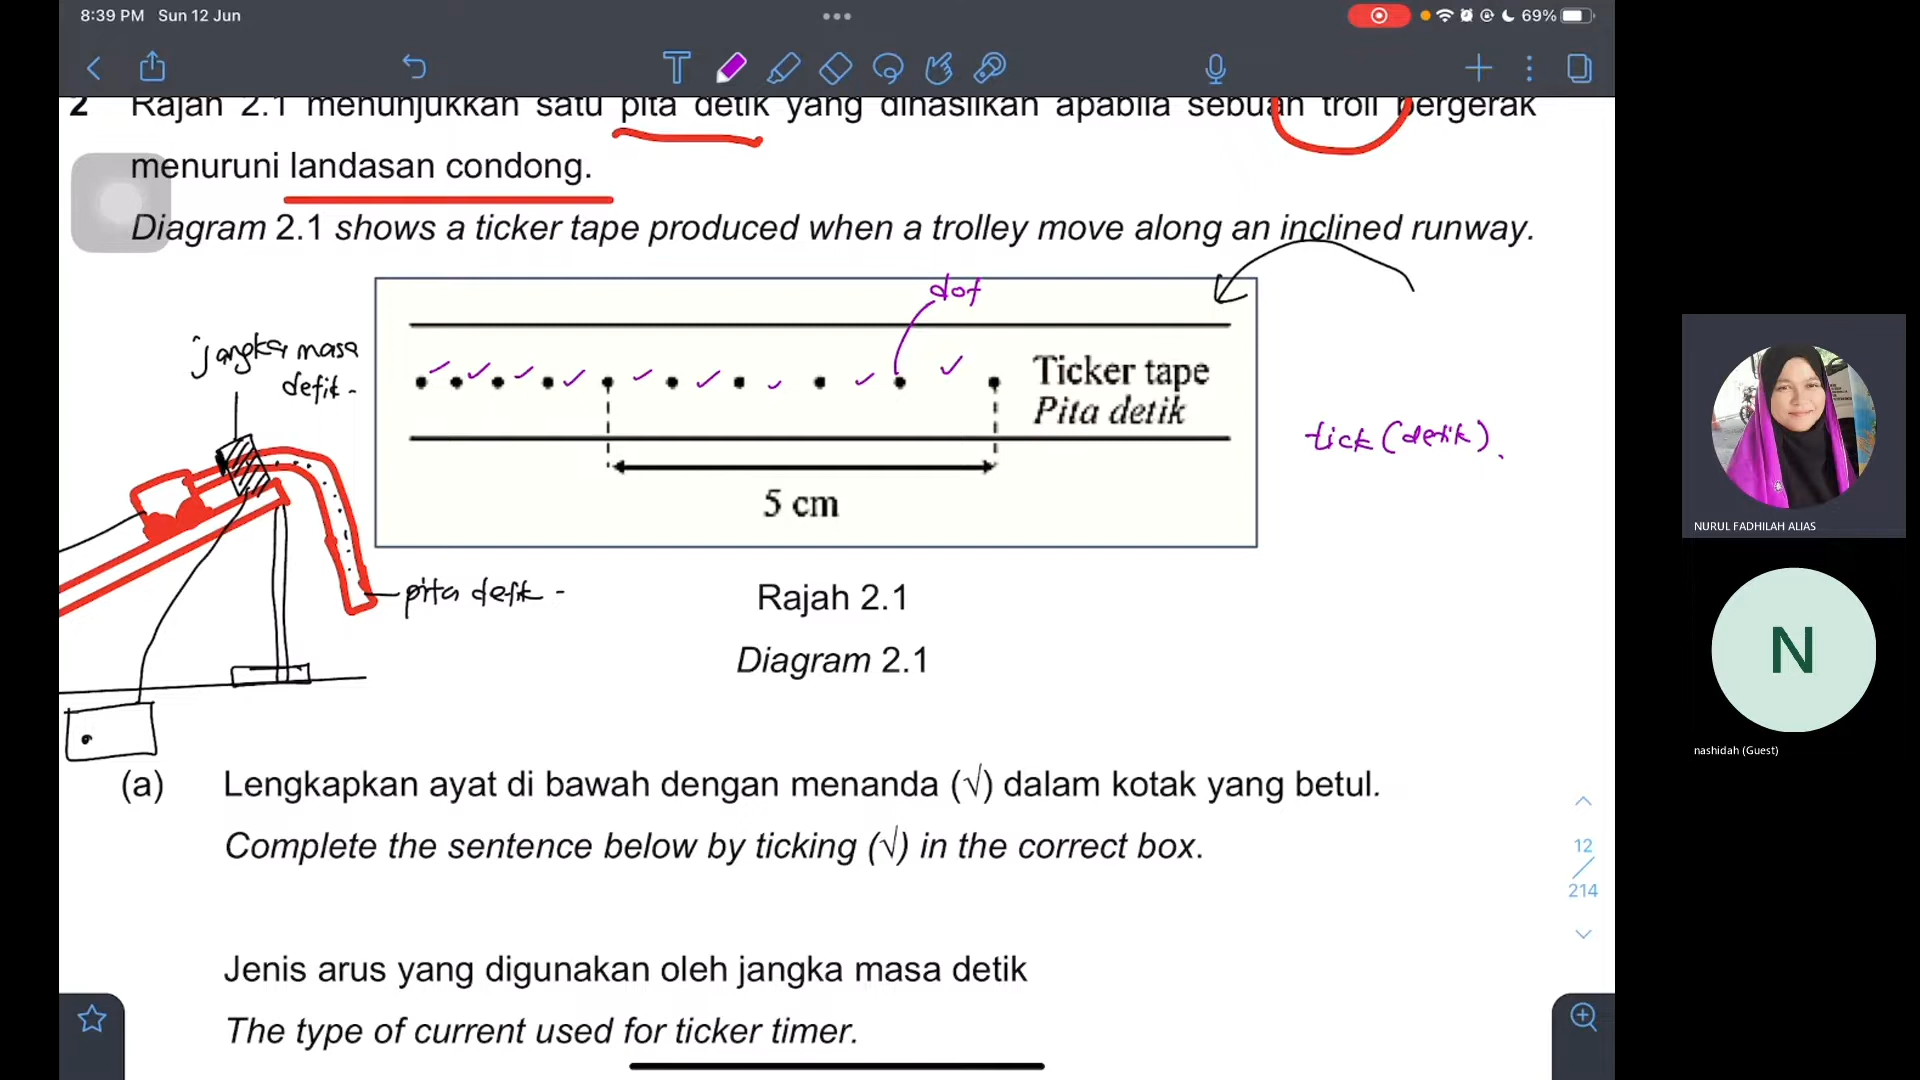 8:39 PM Sun 12 Jun
69%
2 Rajah 2.1 menunjukkan satu pita detik yang dihasilkan apabila sebuah troli bergerak
menuruni landasan condong.
Diagram 2.1 shows a ticker tape produced when a trolley move along an inclined runway.
dot
jangka masa
detik -
Ticker tape
Pita detik
tick (detik).
5 cm
pita detik -
Rajah 2.1
Diagram 2.1
NURUL FADHILAH ALIAS
N
nashidah (Guest)
(a) Lengkapkan ayat di bawah dengan menanda (√) dalam kotak yang betul.
Complete the sentence below by ticking (√) in the correct box.
12
214
Jenis arus yang digunakan oleh jangka masa detik
The type of current used for ticker timer.